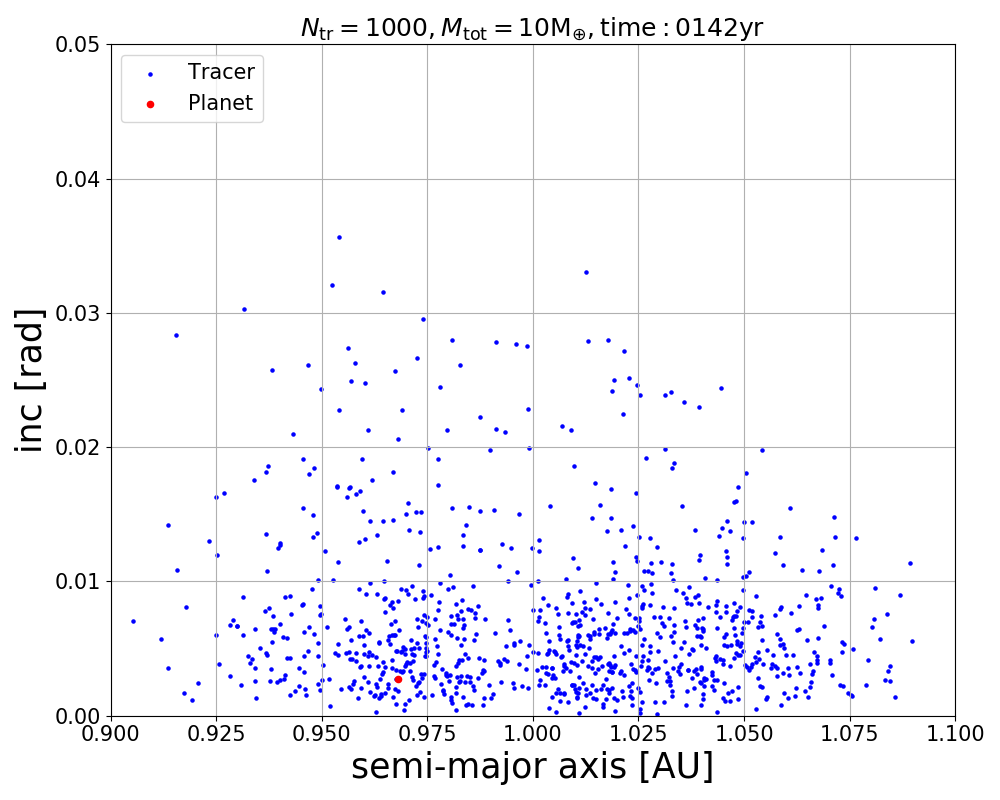 N_tr = 1000, M_tot = 10M_⊕, time : 0142yr
0.05
Tracer
Planet
0.04
0.03
0.02
0.01
0.00
inc [rad]
0.900 0.925 0.950 0.975 1.000 1.025 1.050 1.075 1.100
semi-major axis [AU]